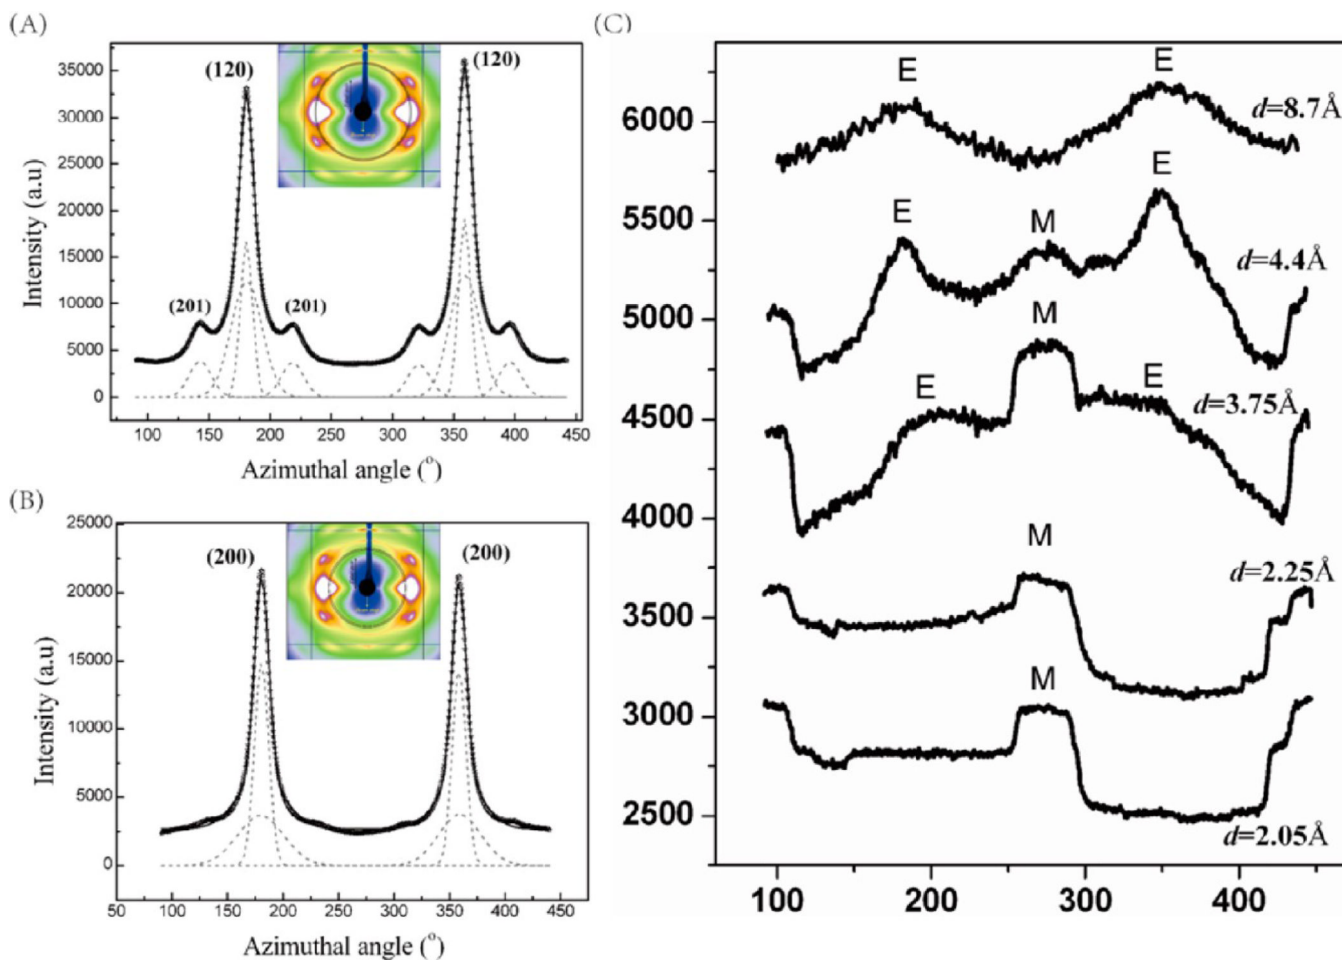 (A)
(120)
(120)
(201)
(201)
35000
30000
25000
20000
15000
10000
5000
0
Intensity (a.u)
100 150 200 250 300 350 400 450
Azimuthal angle (°)
(B)
(200)
(200)
25000
20000
15000
10000
5000
0
Intensity (a.u)
50 100 150 200 250 300 350 400 450
Azimuthal angle (°)
(C)
E
E
d=8.7Å
E
M
E
d=4.4Å
E
M
E
d=3.75Å
M
d=2.25Å
M
d=2.05Å
6000
5500
5000
4500
4000
3500
3000
2500
100 200 300 400